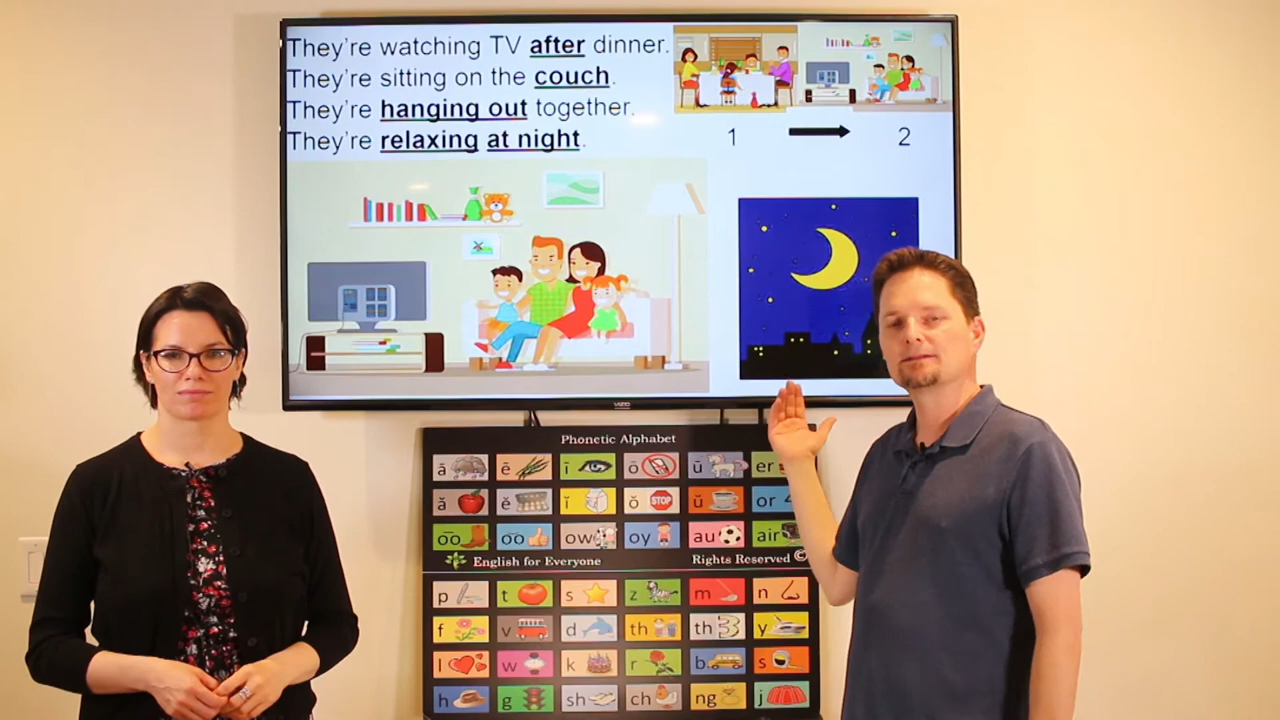 They're watching TV after dinner.
They're sitting on the couch.
They're hanging out together.
They're relaxing at night.
1 2
VIZIO
Phonetic Alphabet
ā ē ī ō ū er
ă ĕ ĭ ŏ STOP ŭ or
o͞o o͝o ow oy au air
English for Everyone Rights Reserved ©
p t s z m n
f v d th th 3 y
l w k r b s
h g sh ch ng j